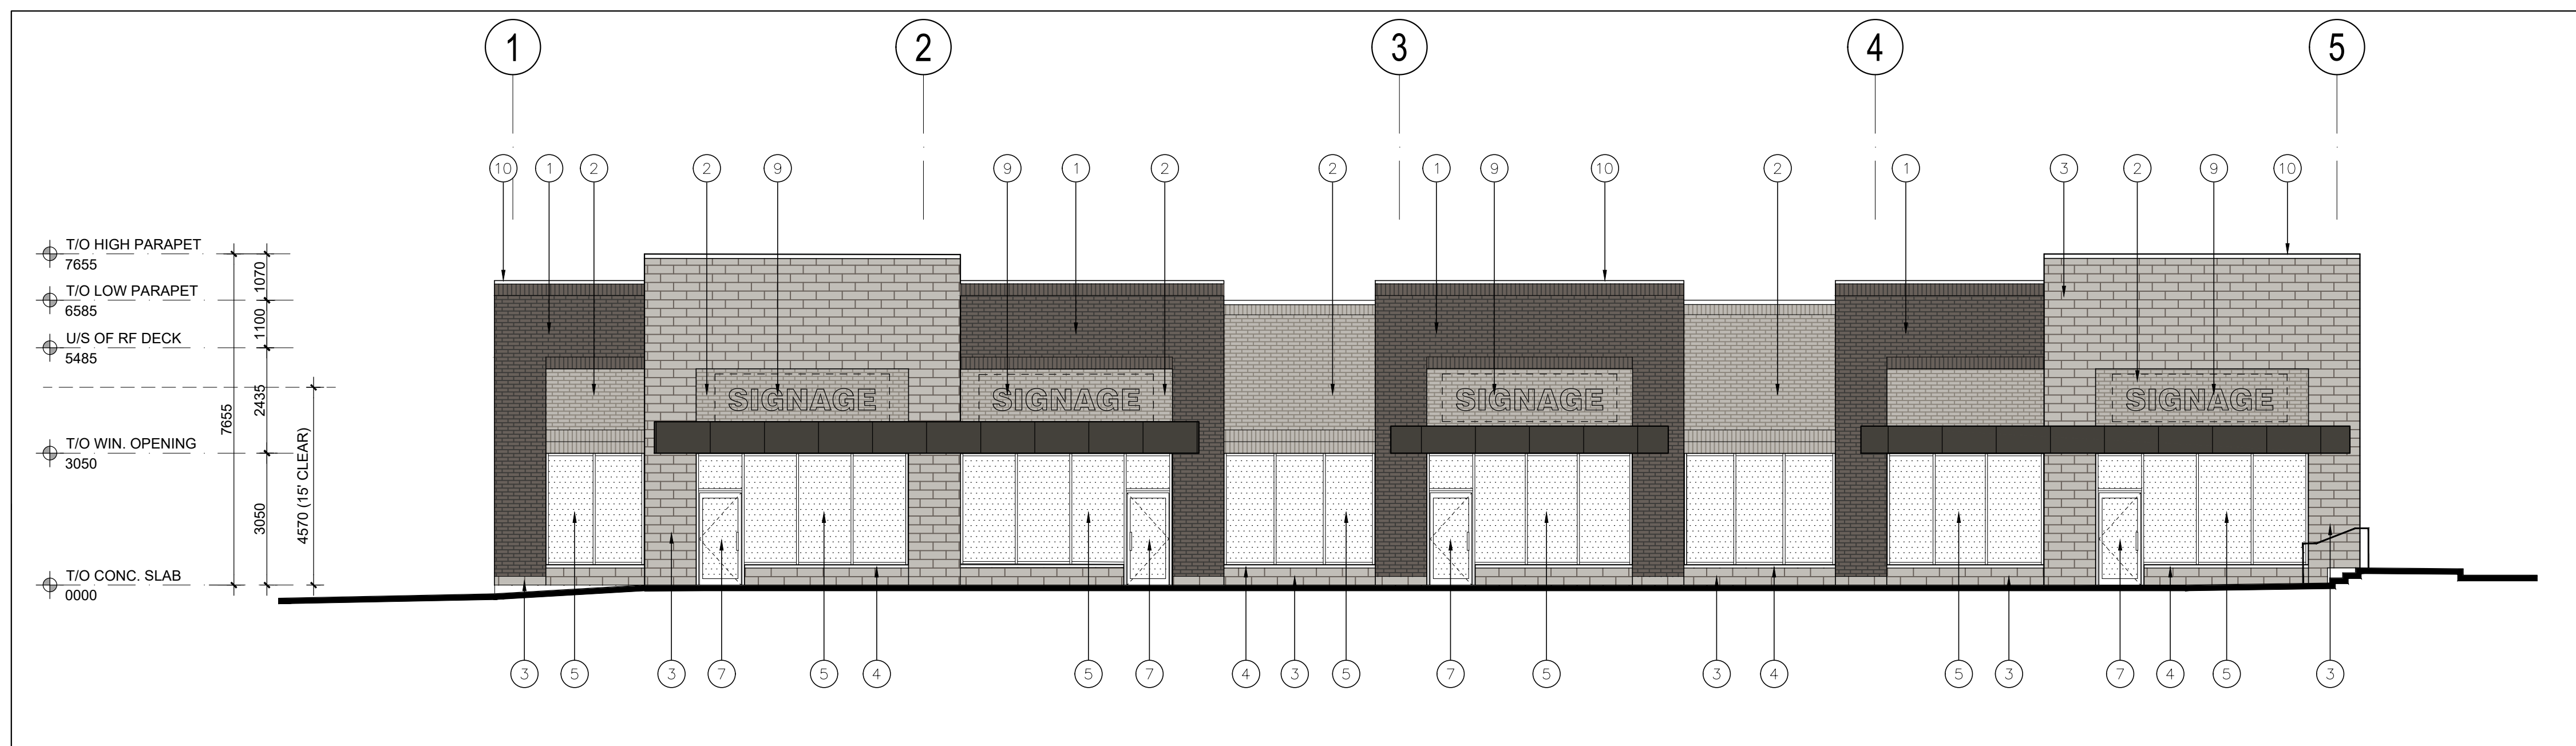 1 2 3 4 5
10 1 2 2 9 9 1 2 2 1 9 10 2 1 3 2 9 10
T/O HIGH PARAPET
7655
T/O LOW PARAPET
6585
U/S OF RF DECK
5485
T/O WIN. OPENING
3050
T/O CONC. SLAB
0000
7655
1070
1100
2435
3050
4570 (15' CLEAR)
SIGNAGE SIGNAGE SIGNAGE SIGNAGE
3 5 3 7 5 4 5 7 4 3 5 7 5 3 4 5 3 7 4 5 3